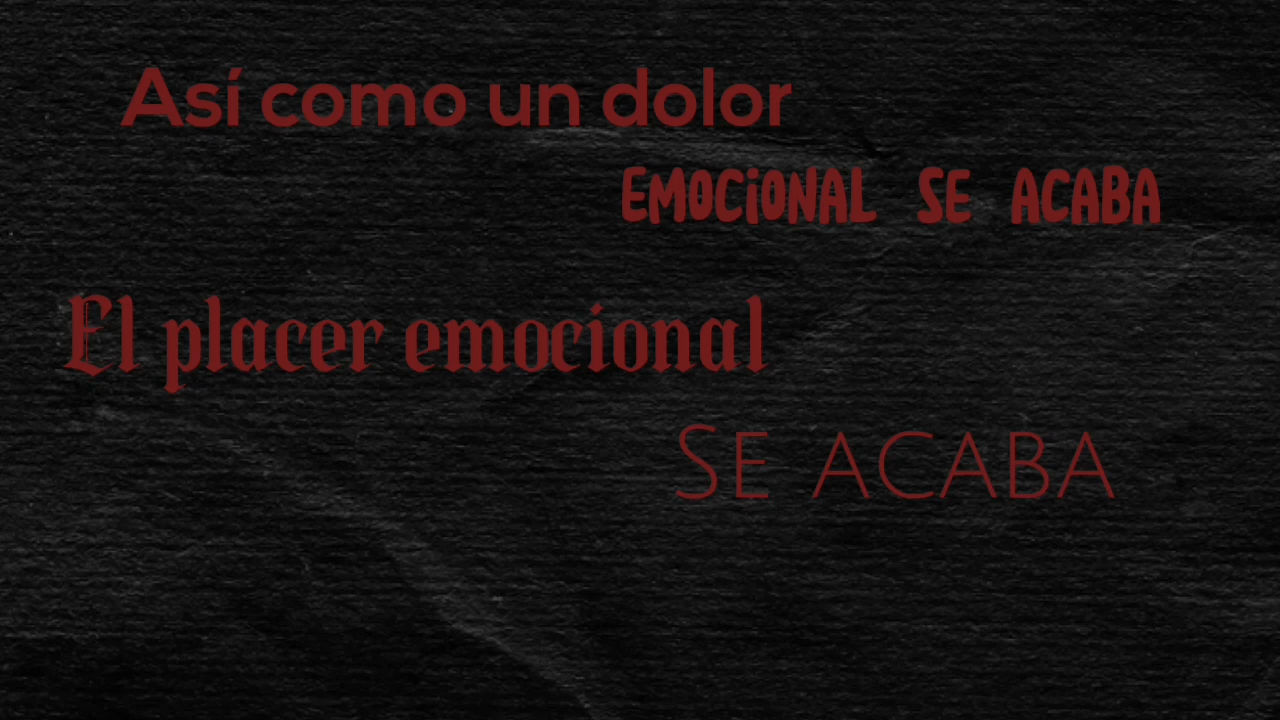 Así como un dolor
EMOCIONAL SE ACABA
El placer emocional
SE ACABA